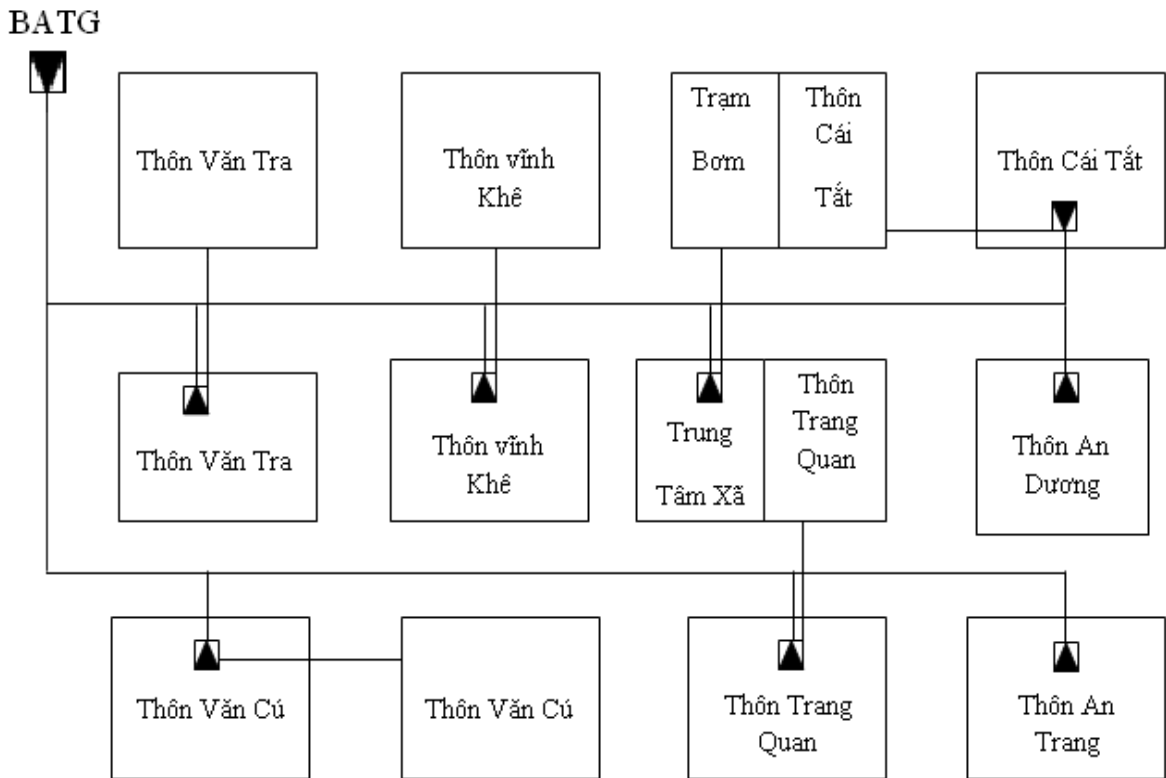 BATG
Thôn Văn Tra
Thôn vĩnh
Khê
Trạm
Bơm
Thôn
Cái
Tắt
Thôn Cái Tắt
Thôn Văn Tra
Thôn vĩnh
Khê
Trung
Tâm Xã
Thôn
Trang
Quan
Thôn An
Dương
Thôn Văn Cú
Thôn Văn Cú
Thôn Trang
Quan
Thôn An
Trang